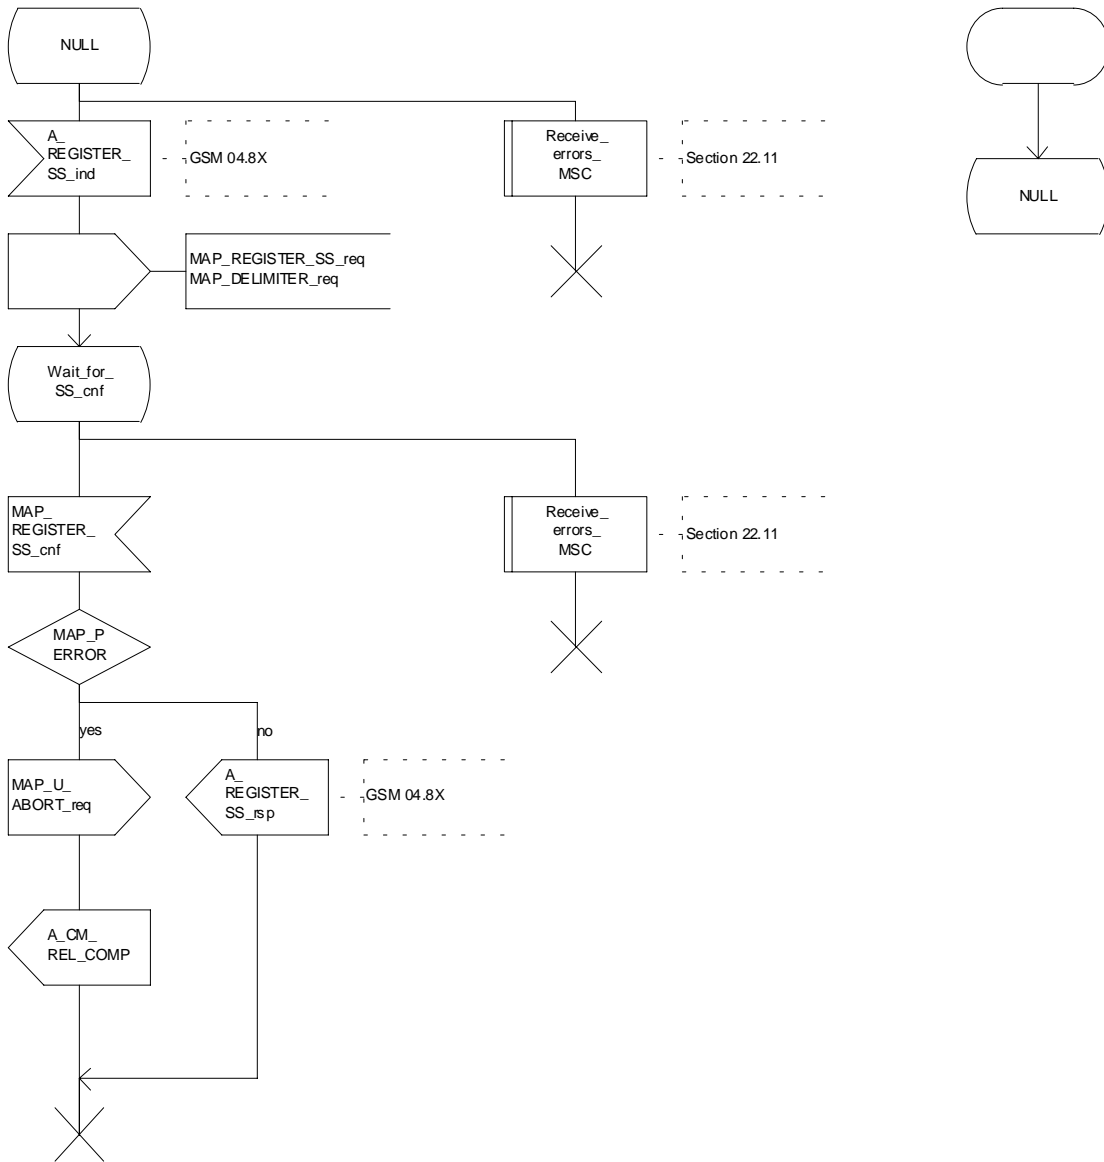 NULL
A_
REGISTER_
SS_ind
GSM 04.8X
Receive_
errors_
MSC
Section 22.11
NULL
MAP_REGISTER_SS_req
MAP_DELIMITER_req
Wait_for_
SS_cnf
MAP_
REGISTER_
SS_cnf
Receive_
errors_
MSC
Section 22.11
MAP_P
ERROR
yes
no
MAP_U_
ABORT_req
A_
REGISTER_
SS_rsp
GSM 04.8X
A_CM_
REL_COMP